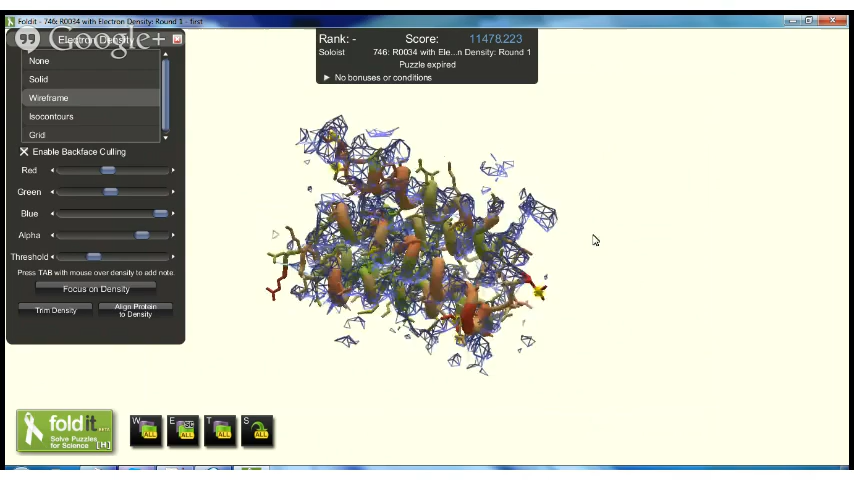 Foldit - 746: R0034 with Electron Density: Round 1 - first
Google+
Electron Density
None
Solid
Wireframe
Isocontours
Grid
Enable Backface Culling
Red
Green
Blue
Alpha
Threshold
Press TAB with mouse over density to add note.
Focus on Density
Trim Density
Align Protein
to Density
Rank: - Score: 11478.223
Soloist 746: R0034 with Ele...n Density: Round 1
Puzzle expired
No bonuses or conditions
foldit
BETA
Solve Puzzles
for Science [H]
W
ALL
E
SC
ALL
T
ALL
S
ALL